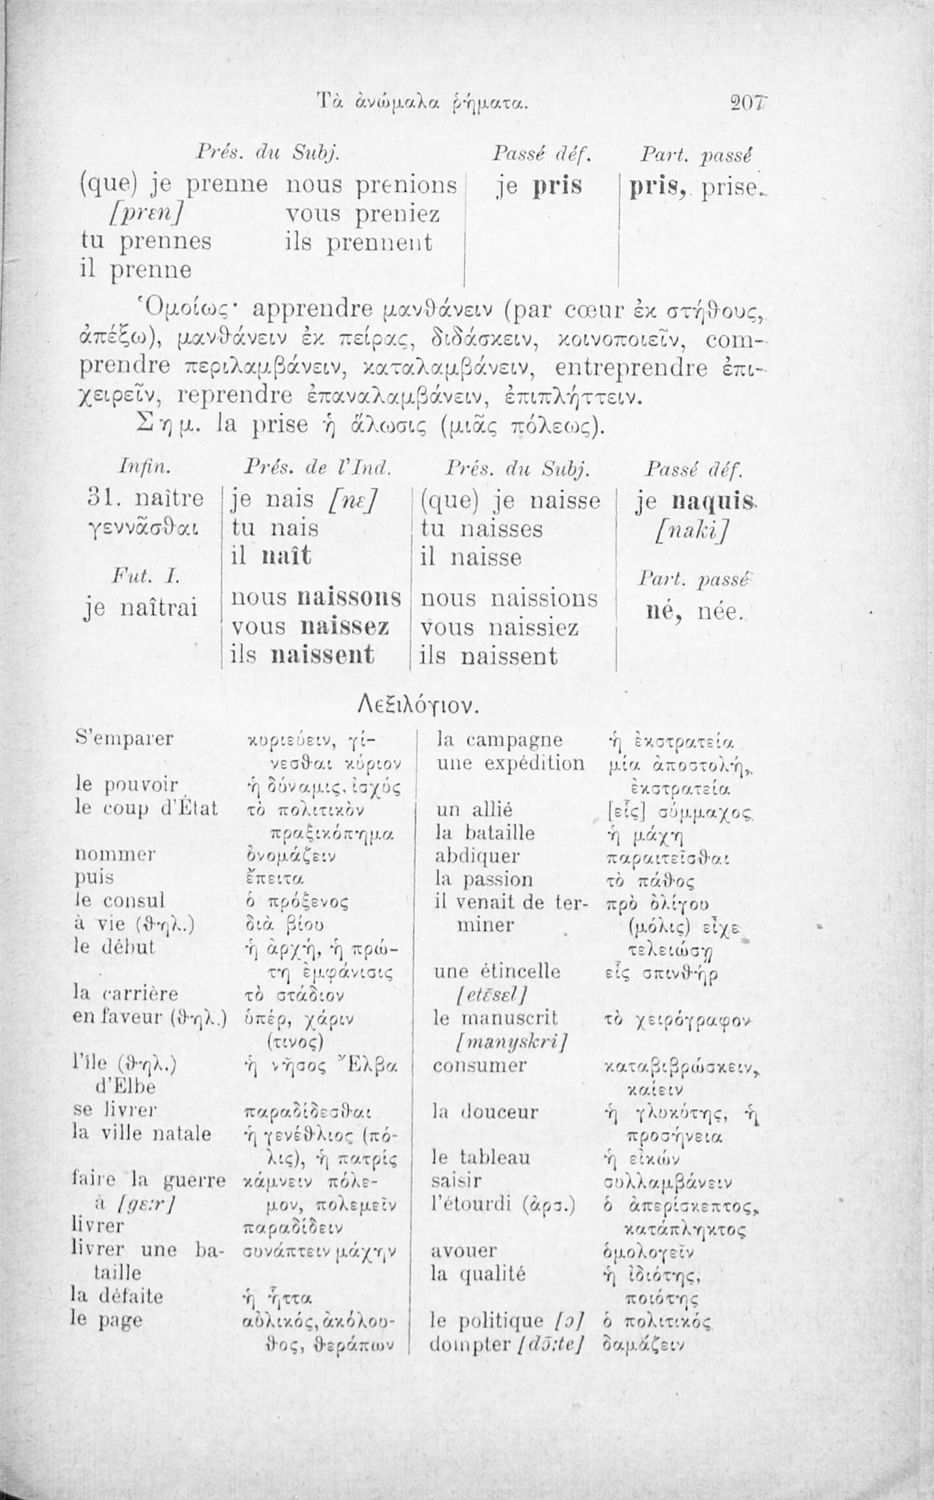 Τὰ ἀνώμαλα ῥήματα. 207
Prés. du Subj. Passé déf. Part. passé
(que) je prenne nous prenions je pris pris, prise.
[prɛn] vous preniez
tu prennes ils prennent
il prenne
Ὁμοίως· apprendre μανθάνειν (par cœur ἐκ στήθους,
ἀπέξω), μανθάνειν ἐκ πείρας, διδάσκειν, κοινοποιεῖν, com-
prendre περιλαμβάνειν, καταλαμβάνειν, entreprendre ἐπι-
χειρεῖν, reprendre ἐπαναλαμβάνειν, ἐπιπλήττειν.
Σημ. la prise ἡ ἅλωσις (μιᾶς πόλεως).
Infin. Prés. de l'Ind. Prés. du Subj. Passé déf.
31. naître je nais [nɛ] (que) je naisse je naquis
γεννᾶσθαι tu nais tu naisses [naki]
il naît il naisse
Fut. I. Part. passé
je naîtrai nous naissons nous naissions né, née.
vous naissez vous naissiez
ils naissent ils naissent
Λεξιλόγιον.
S'emparer κυριεύειν, γί-
νεσθαι κύριον
le pouvoir ἡ δύναμις, ἰσχύς
le coup d'État τὸ πολιτικὸν
πραξικόπημα
nommer ὀνομάζειν
puis ἔπειτα
le consul ὁ πρόξενος
à vie (θηλ.) διὰ βίου
le début ἡ ἀρχή, ἡ πρώ-
τη ἐμφάνισις
la carrière τὸ στάδιον
en faveur (θηλ.) ὑπέρ, χάριν
(τινος)
l'île (θηλ.) ἡ νῆσος Ἔλβα
d'Elbe
se livrer παραδίδεσθαι
la ville natale ἡ γενέθλιος (πό-
λις), ἡ πατρίς
faire la guerre κάμνειν πόλε-
à [gɛ:r] μον, πολεμεῖν
livrer παραδίδειν
livrer une ba- συνάπτειν μάχην
taille
la défaite ἡ ἧττα
le page αὐλικός, ἀκόλου-
θος, θεράπων
la campagne ἡ ἐκστρατεία
une expédition μία ἀποστολή,
ἐκστρατεία
un allié [εἷς] σύμμαχος
la bataille ἡ μάχη
abdiquer παραιτεῖσθαι
la passion τὸ πάθος
il venait de ter- πρὸ ὀλίγου
miner (μόλις) εἶχε
τελειώσῃ
une étincelle εἷς σπινθήρ
[etɛ̃sɛl]
le manuscrit τὸ χειρόγραφον
[manyskri]
consumer καταβιβρώσκειν,
καίειν
la douceur ἡ γλυκύτης, ἡ
προσήνεια
le tableau ἡ εἰκών
saisir συλλαμβάνειν
l'étourdi (ἀρσ.) ὁ ἀπερίσκεπτος,
κατάπληκτος
avouer ὁμολογεῖν
la qualité ἡ ἰδιότης,
ποιότης
le politique [ɔ] ὁ πολιτικός
dompter [dɔ̃:te] δαμάζειν